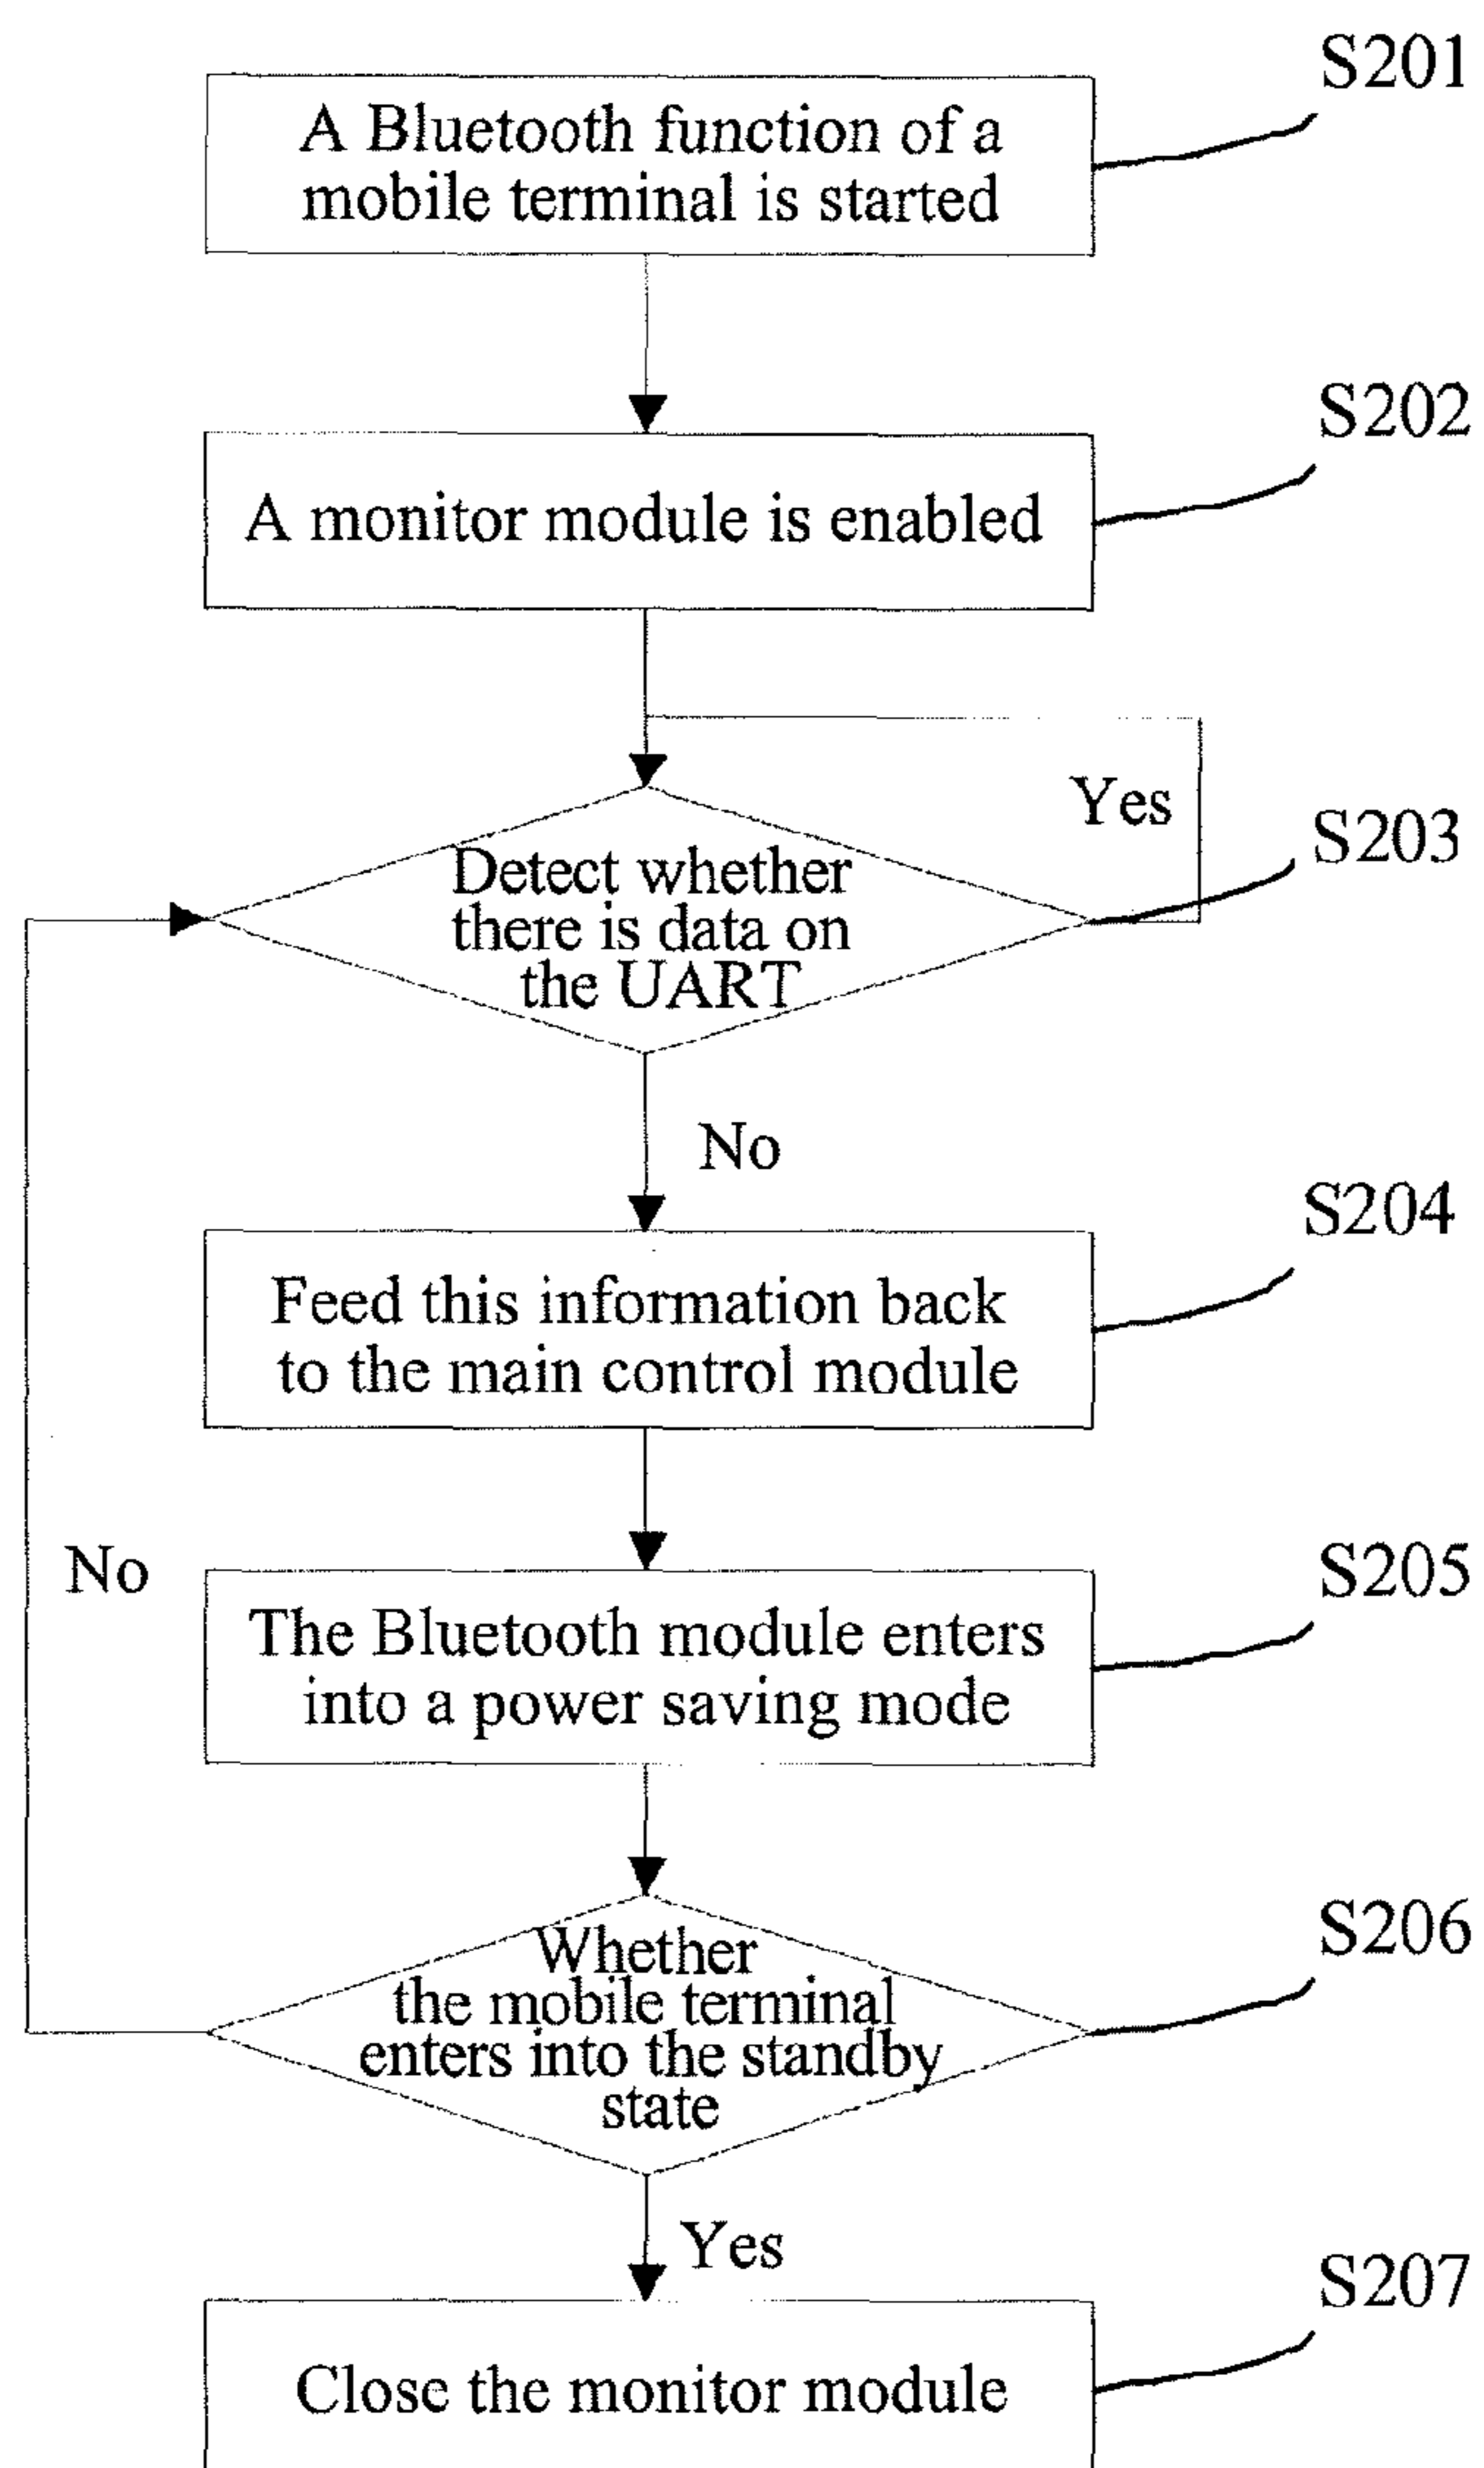 S201
A Bluetooth function of a
mobile terminal is started
S202
A monitor module is enabled
Yes
S203
Detect whether
there is data on
the UART
No
S204
Feed this information back
to the main control module
No
S205
The Bluetooth module enters
into a power saving mode
S206
Whether
the mobile terminal
enters into the standby
state
Yes
S207
Close the monitor module